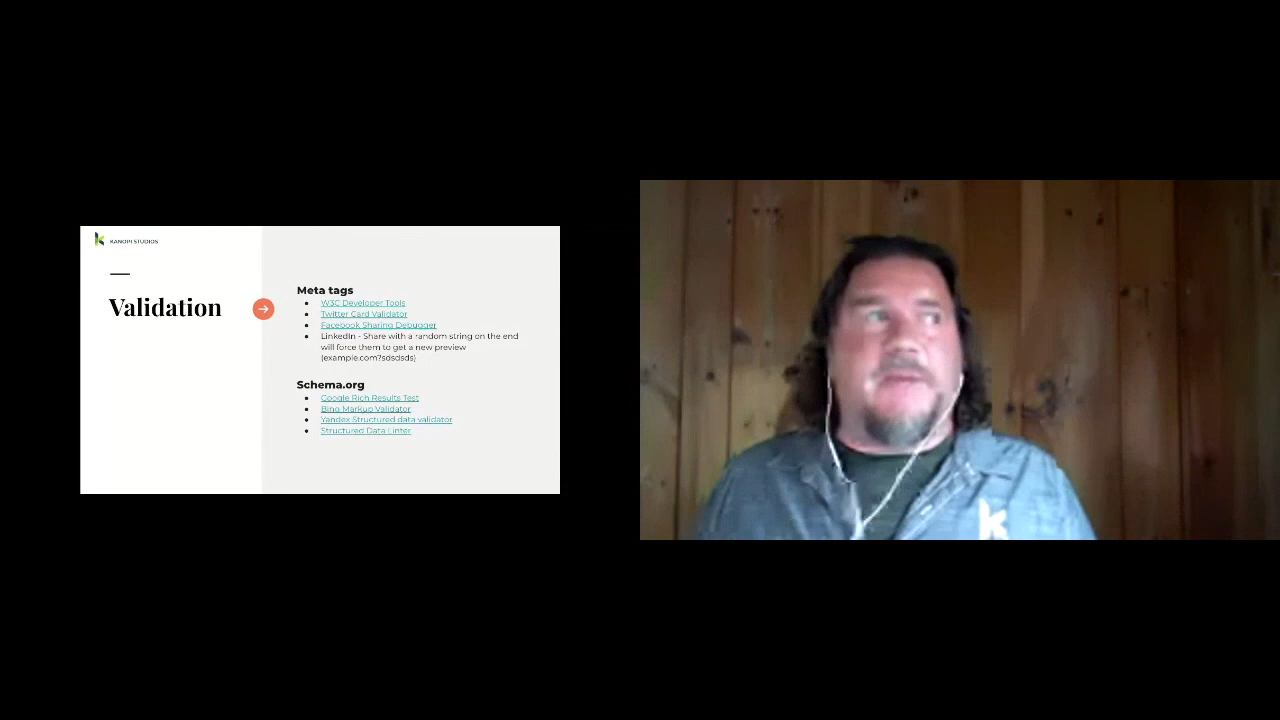 KANOPI STUDIOS
Validation
Meta tags
● W3C Developer Tools
● Twitter Card Validator
● Facebook Sharing Debugger
● LinkedIn - Share with a random string on the end
will force them to get a new preview
(example.com?sdsdsds)
Schema.org
● Google Rich Results Test
● Bing Markup Validator
● Yandex Structured data validator
● Structured Data Linter